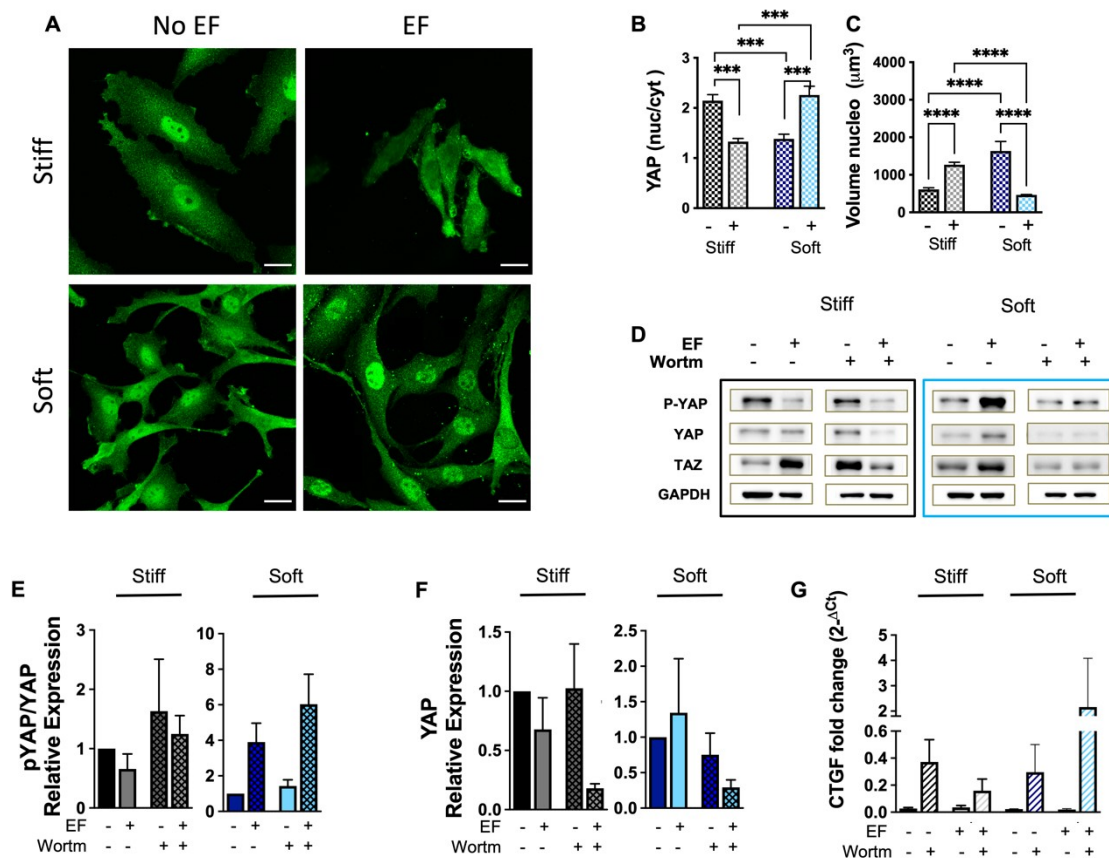 A
No EF
EF
Stiff
Soft
B
YAP (nuc/cyt)
3
2
1
0
***
***
***
***
- + - +
Stiff Soft
C
Volume nucleo (μm³)
4000
3000
2000
1000
0
****
****
****
****
- + - +
Stiff Soft
D
Stiff Soft
EF - + - + - + - +
Wortm - - + + - - + +
P-YAP
YAP
TAZ
GAPDH
E
Stiff Soft
pYAP/YAP
Relative Expression
3
2
1
0
10
8
6
4
2
0
EF - + - + - + - +
Wortm - - + + - - + +
F
Stiff Soft
YAP
Relative Expression
1.5
1.0
0.5
0.0
2.5
2.0
1.5
1.0
0.5
0.0
EF - + - + - + - +
Wortm - - + + - - + +
G
Stiff Soft
CTGF fold change (2-ΔCt)
5
4
3
2
1
0.6
0.4
0.2
0.0
EF - - + + - - + +
Wortm - + - + - + - +